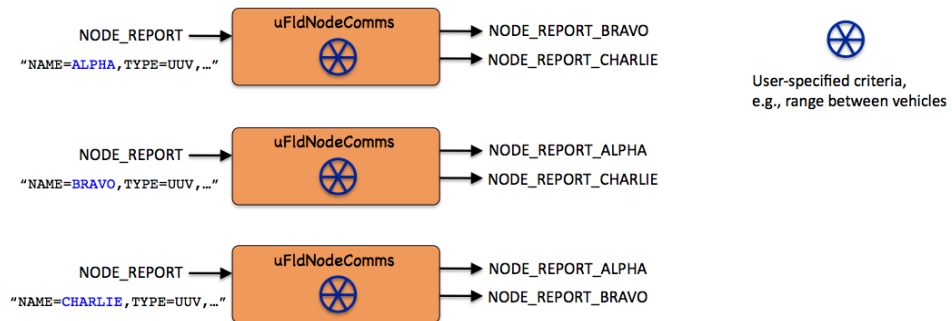 uFldNodeComms
NODE_REPORT
NODE_REPORT_BRAVO
“NAME=ALPHA,TYPE=UUV,…”
NODE_REPORT_CHARLIE
User-specified criteria,
e.g., range between vehicles
uFldNodeComms
NODE_REPORT
NODE_REPORT_ALPHA
“NAME=BRAVO,TYPE=UUV,…”
NODE_REPORT_CHARLIE
uFldNodeComms
NODE_REPORT
NODE_REPORT_ALPHA
“NAME=CHARLIE,TYPE=UUV,…”
NODE_REPORT_BRAVO